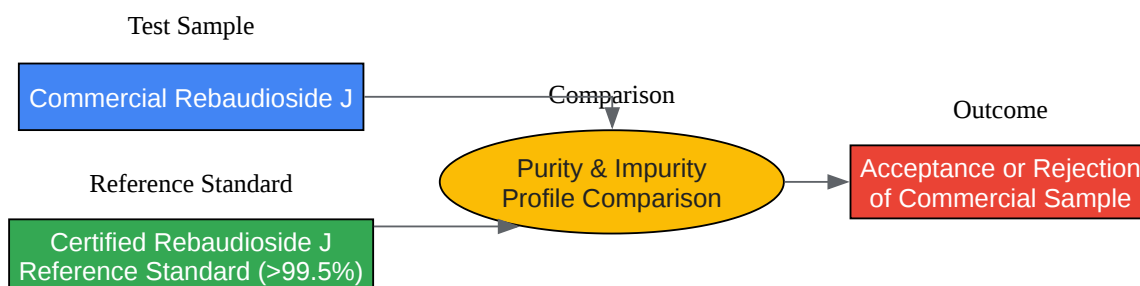 Test Sample
Commercial Rebaudioside J
Comparison
Purity & Impurity
Profile Comparison
Outcome
Acceptance or Rejection
of Commercial Sample
Reference Standard
Certified Rebaudioside J
Reference Standard (>99.5%)